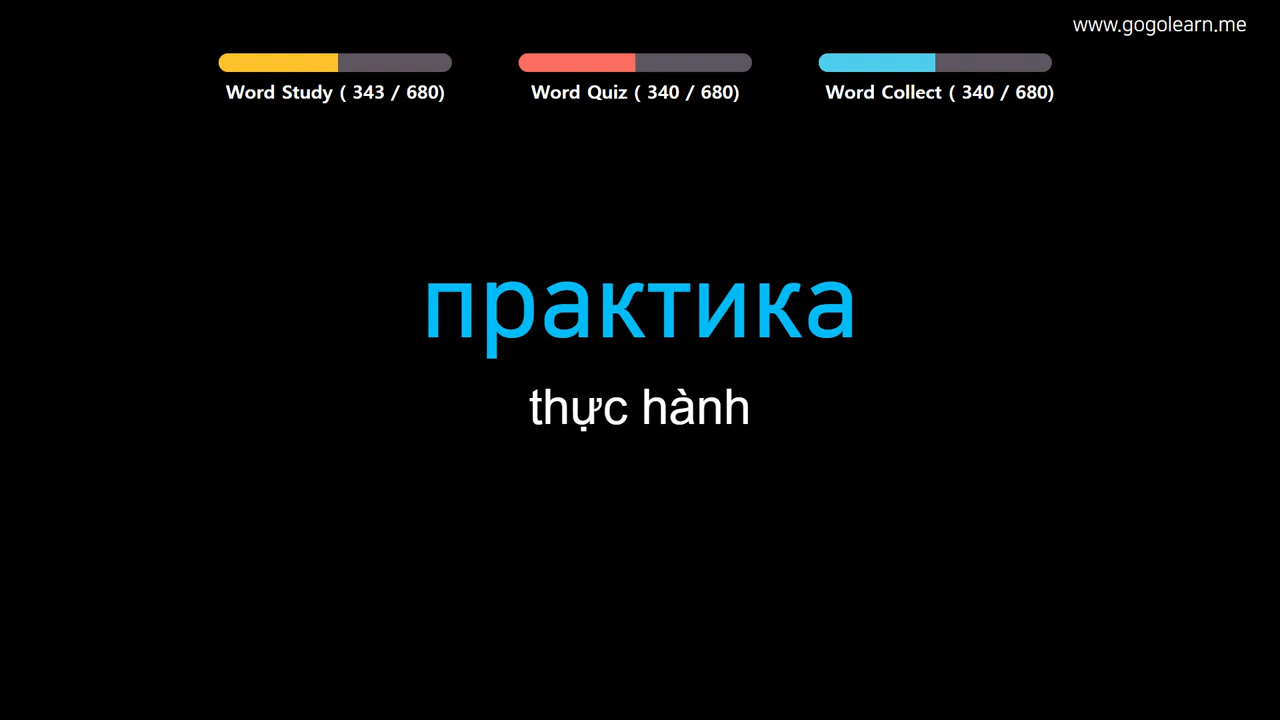 www.gogolearn.me
Word Study ( 343 / 680)
Word Quiz ( 340 / 680)
Word Collect ( 340 / 680)
практика
thực hành